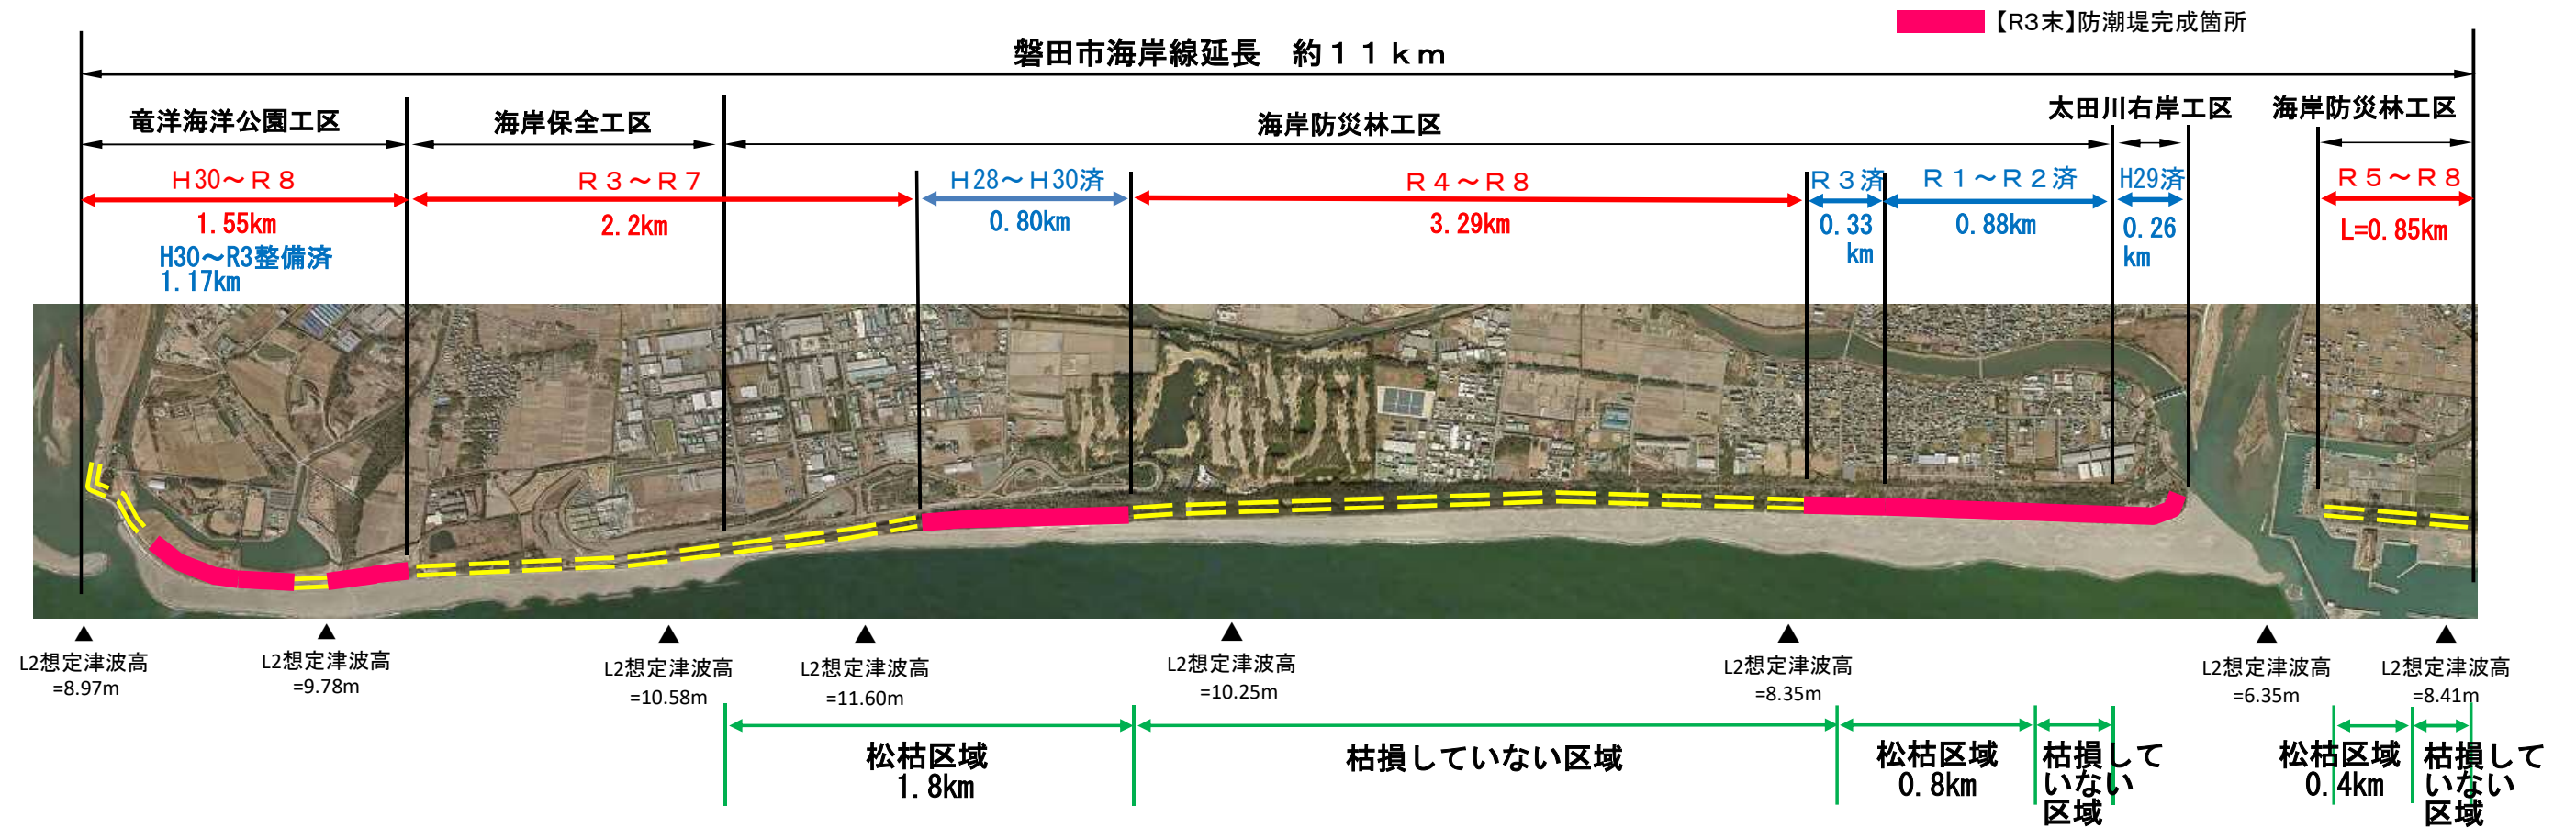 【R3末】防潮堤完成箇所
磐田市海岸線延長　約１１ｋｍ
竜洋海洋公園工区
海岸保全工区
海岸防災林工区
太田川右岸工区
海岸防災林工区
Ｈ30～Ｒ８
1.55km
H30～R3整備済
1.17km
Ｒ３～Ｒ７
2.2km
Ｈ28～Ｈ30済
0.80km
Ｒ４～Ｒ８
3.29km
Ｒ３済
0.33
km
Ｒ１～Ｒ２済
0.88km
H29済
0.26
km
Ｒ５～Ｒ８
L=0.85km
L2想定津波高
=8.97m
L2想定津波高
=9.78m
L2想定津波高
=10.58m
L2想定津波高
=11.60m
L2想定津波高
=10.25m
L2想定津波高
=8.35m
L2想定津波高
=6.35m
L2想定津波高
=8.41m
松枯区域
1.8km
枯損していない区域
松枯区域
0.8km
枯損して
いない
区域
松枯区域
0.4km
枯損して
いない
区域